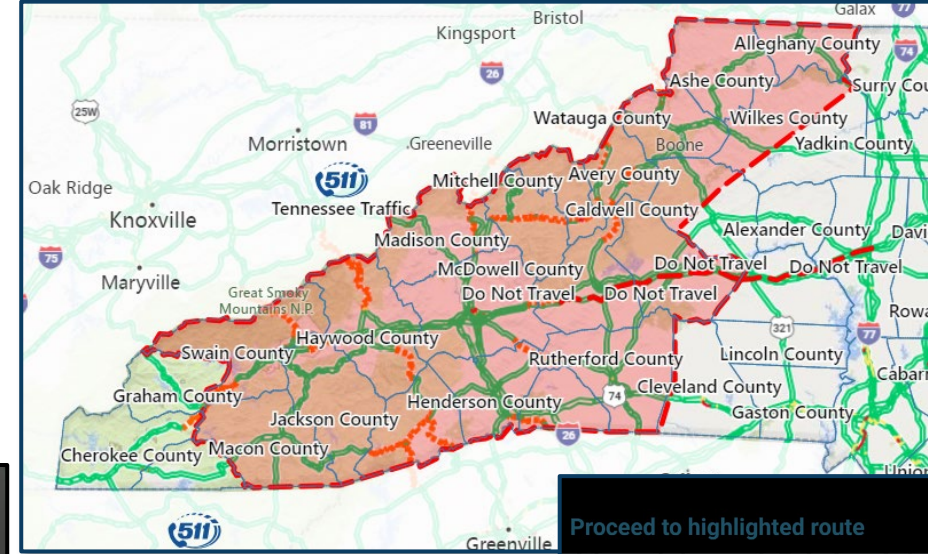 Galax
77
Bristol
Kingsport
Alleghany County
74
26
Ashe County
Surry Cou
25W
81
Watauga County
Wilkes County
Morristown
Greeneville
Boone
Yadkin County
511
Mitchell County
Avery County
Oak Ridge
Tennessee Traffic
Caldwell County
Knoxville
Alexander County
Davi
Madison County
75
McDowell County
Do Not Travel
Do Not Travel
Maryville
Great Smoky
Mountains N.P.
Do Not Travel
Do Not Travel
Rowa
321
77
Haywood County
Swain County
Rutherford County
Lincoln County
Cabarr
Graham County
74
Cleveland County
Henderson County
Gaston County
Jackson County
26
Cherokee County
Macon County
Union
511
Greenville
Proceed to highlighted route